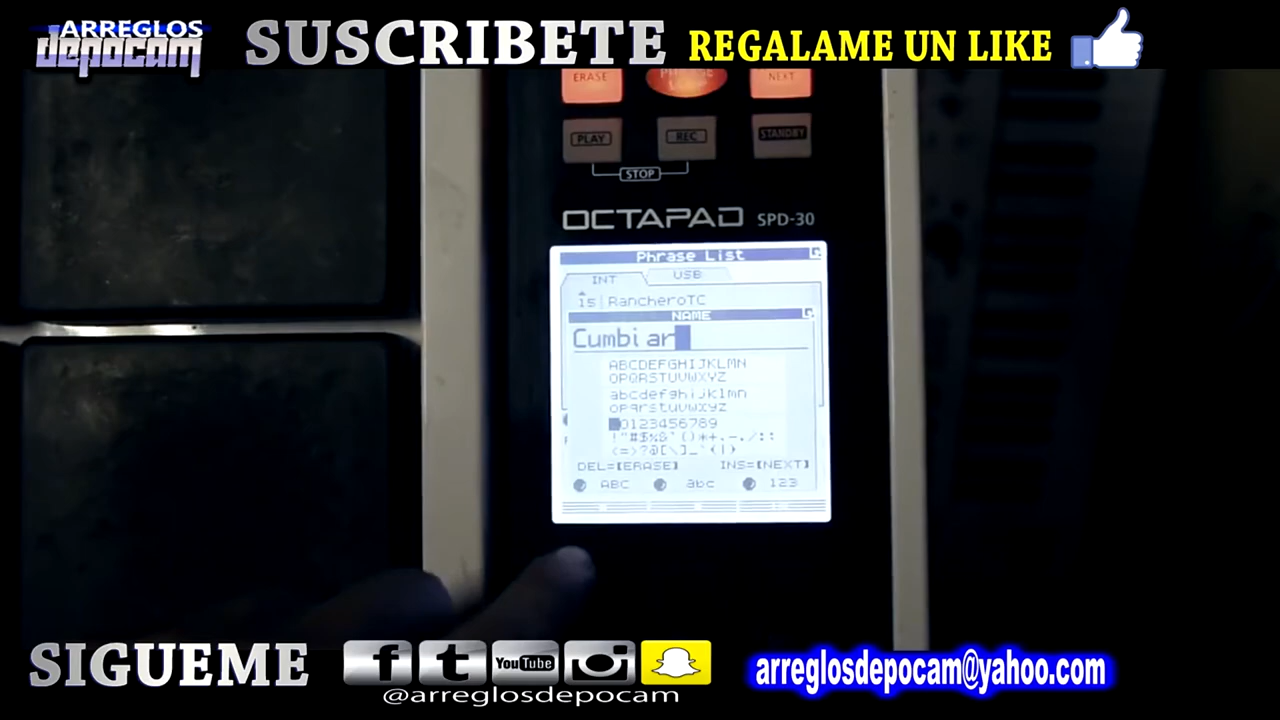 ARREGLOS
depocam
SUSCRIBETE
REGALAME UN LIKE
ERASE
NEXT
PLAY
REC
STANDBY
STOP
OCTAPAD SPD-30
Phrase List
INT
USB
15 RancheroTC
NAME
Cumbi ar
ABCDEFGHIJKLMN
OPQRSTUVWXYZ
abcdefghijklmn
opqrstuvwxyz
0123456789
!"#$%&'()*+,-./:;
<=>?@[\]_`{|}
DEL=[ERASE] INS=[NEXT]
ABC abc 123
SIGUEME
f t YouTube
@arreglosdepocam
arreglosdepocam@yahoo.com